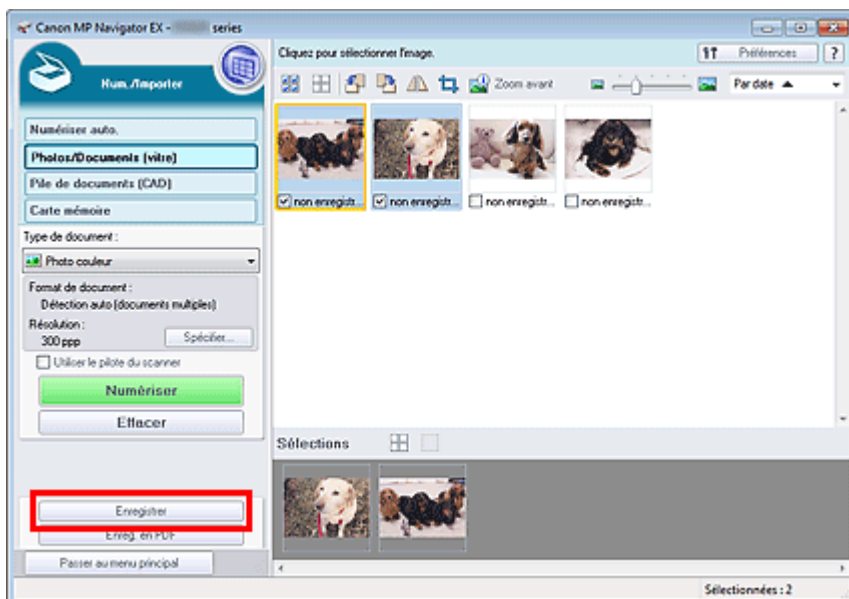 Canon MP Navigator EX - series
Num./Importer
Numériser auto.
Photos/Documents (vitre)
Pile de documents (CAD)
Carte mémoire
Type de document :
Photo couleur
Format de document :
Détection auto (documents multiples)
Résolution :
300 ppp
Spécifier...
Utiliser le pilote du scanner
Numériser
Effacer
Enregistrer
Enreg. en PDF
Passer au menu principal
Cliquez pour sélectionner l'image.
Préférences
?
Zoom avant
Par date
non enregistr...
non enregistr...
non enregistr...
non enregistr...
Sélections
Sélectionnées : 2